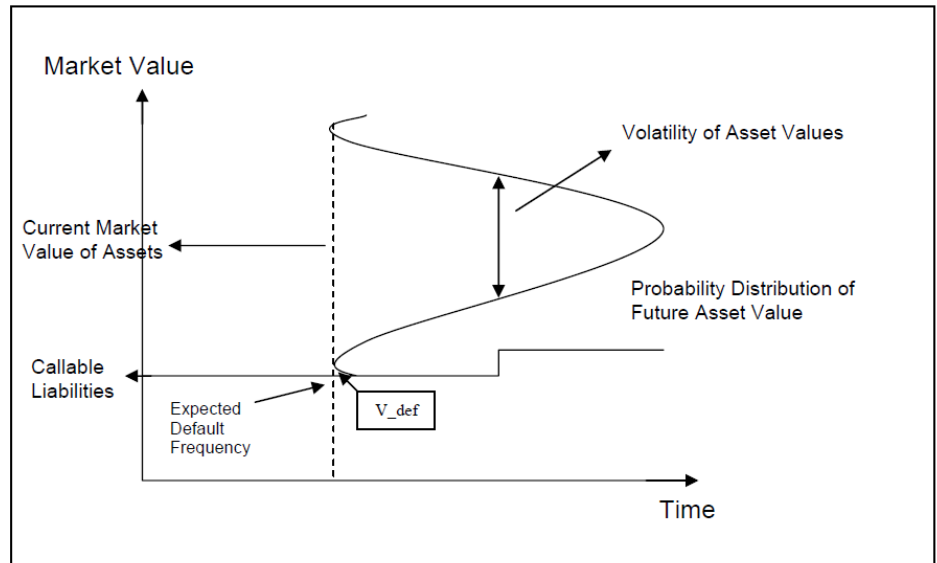 Market Value
Volatility of Asset Values
Current Market
Value of Assets
Probability Distribution of
Future Asset Value
Callable
Liabilities
Expected
Default
Frequency
V_def
Time